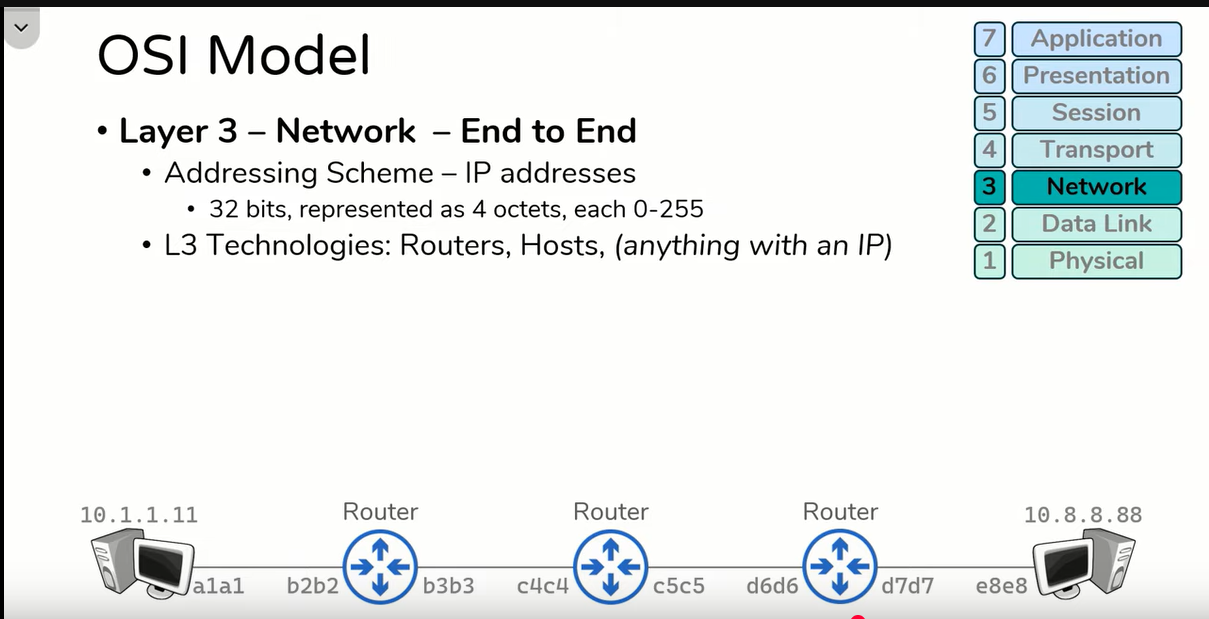 OSI Model
• Layer 3 – Network – End to End
• Addressing Scheme – IP addresses
• 32 bits, represented as 4 octets, each 0-255
• L3 Technologies: Routers, Hosts, (anything with an IP)
7 Application
6 Presentation
5 Session
4 Transport
3 Network
2 Data Link
1 Physical
10.1.1.11 Router Router Router 10.8.8.88
a1a1 b2b2 b3b3 c4c4 c5c5 d6d6 d7d7 e8e8